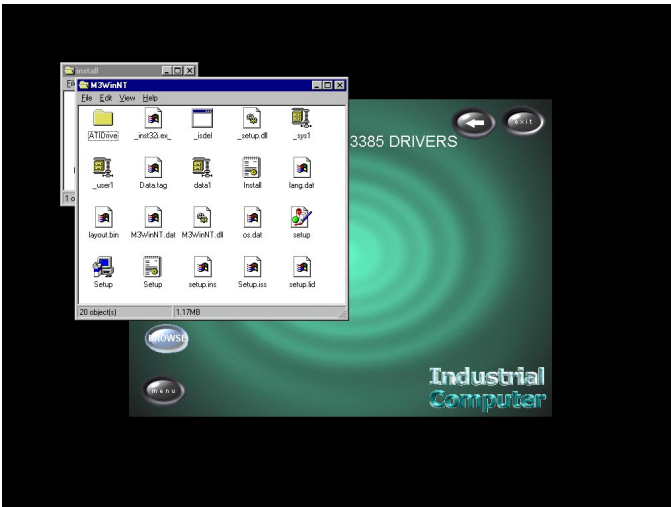 install
M3WinNT
File Edit View Help
ATIDrive _inst32i.ex_ _isdel _setup.dll _sys1
_user1 Data.tag data1 Install lang.dat
layout.bin M3WinNT.dat M3WinNT.dll os.dat setup
Setup Setup setup.ins Setup.iss setup.lid
20 object(s) 1.17MB
3385 DRIVERS
exit
BROWSE
menu
Industrial
Computer